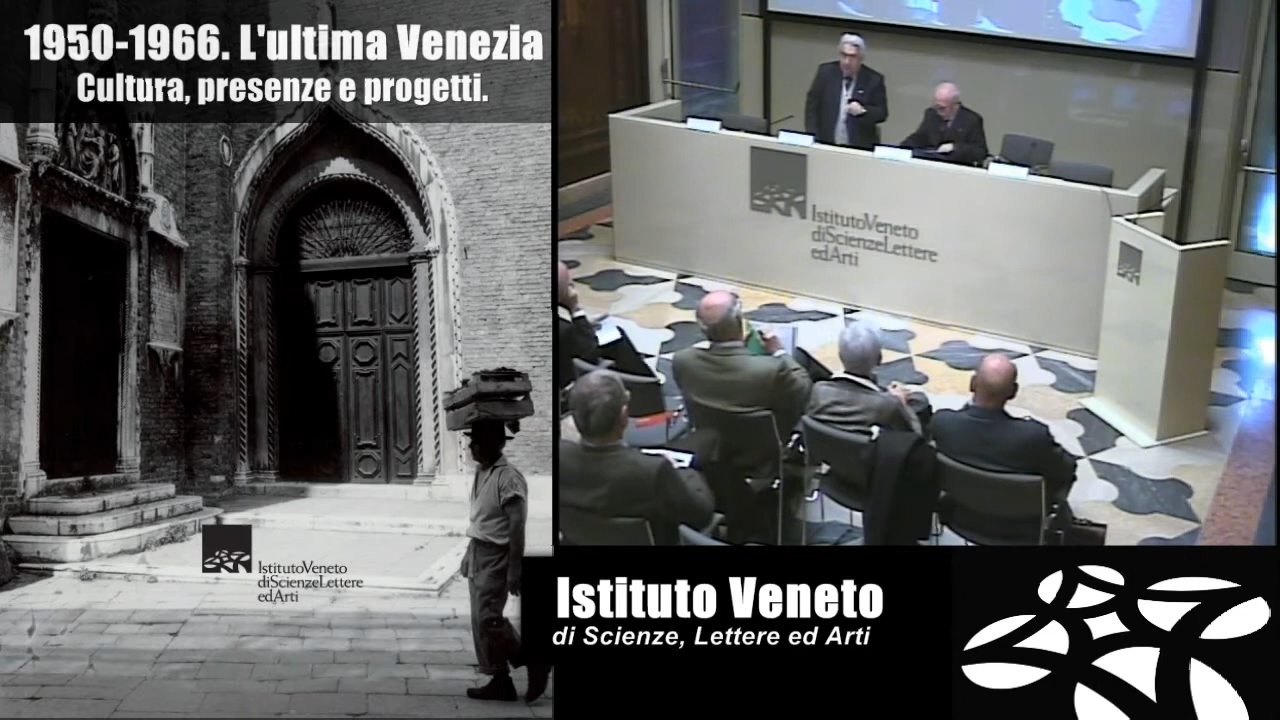 1950-1966. L'ultima Venezia
Cultura, presenze e progetti.
IstitutoVeneto
diScienzeLettere
edArti
IstitutoVeneto
diScienzeLettere
edArti
Istituto Veneto
di Scienze, Lettere ed Arti